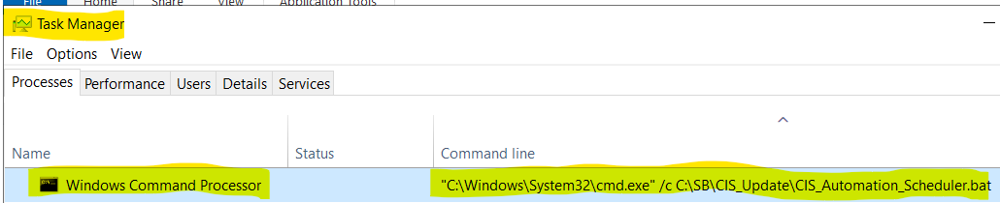 File Home Share View Application Tools
Task Manager
File Options View
Processes Performance Users Details Services
Name Status Command line
Windows Command Processor "C:\Windows\System32\cmd.exe" /c C:\SB\CIS_Update\CIS_Automation_Scheduler.bat